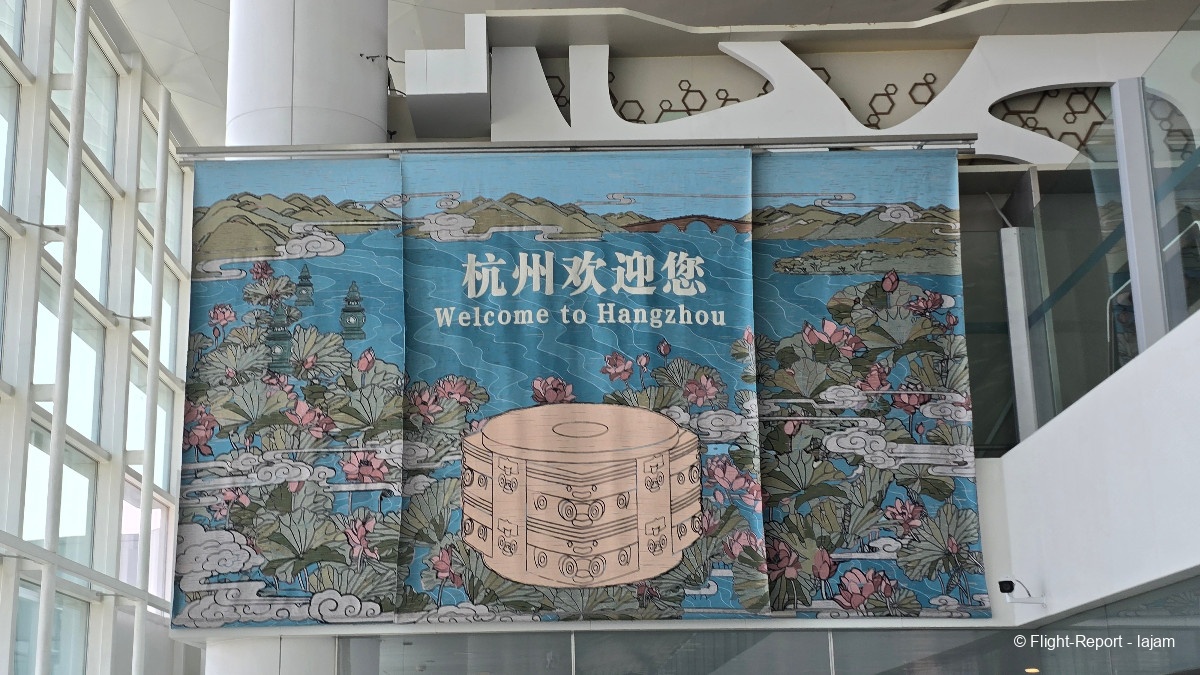 杭州欢迎您
Welcome to Hangzhou
© Flight-Report - lajam